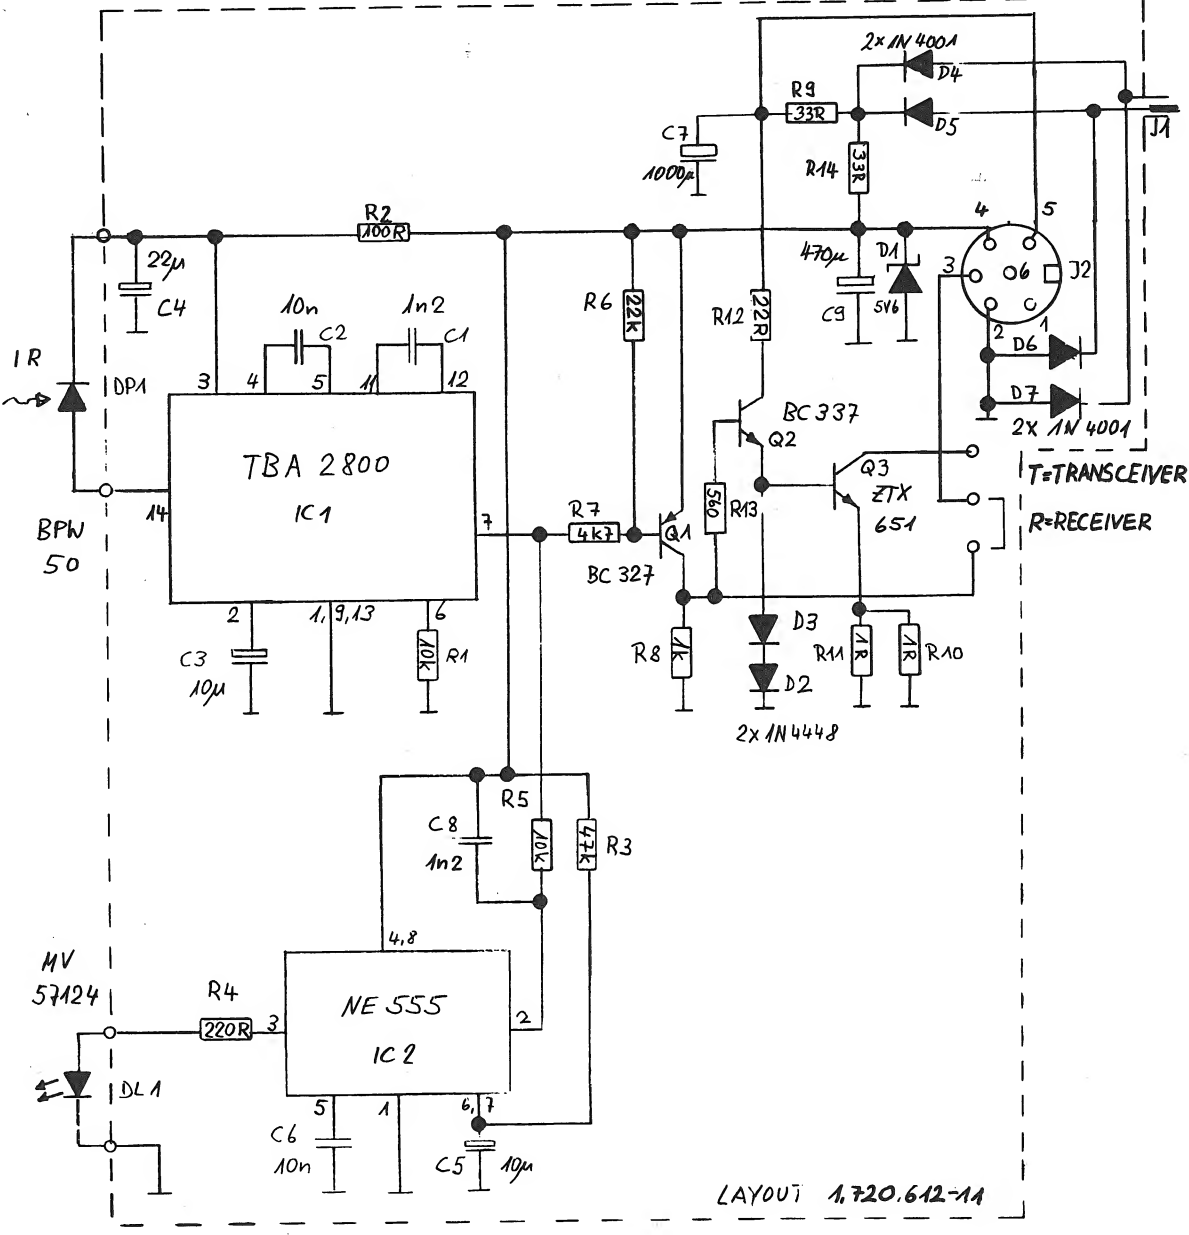 2x 1N 4001
D4
R9
33R
D5
J1
C7
1000µ
R14
33R
R2
100R
4
5
22µ
C4
10n
C2
1n2
C1
R6
22k
470µ
D1
C9
5V6
R12
22R
3
6
J2
2
1
D6
D7
2x 1N 4001
IR
DP1
3
4
5
11
12
BC 337
Q2
TBA 2800
IC1
14
7
BPW
50
R7
4k7
Q1
BC 327
560
R13
Q3
ZTX
651
T=TRANSCEIVER
R=RECEIVER
2
1,9,13
6
C3
10µ
10k
R1
R8
1k
D3
D2
2x 1N4448
R11
1R
1R
R10
R5
C8
1n2
10k
47k
R3
4,8
MV
57124
R4
220R
3
NE 555
IC2
2
DL1
5
1
6,7
C6
10n
C5
10µ
LAYOUT 1.720.612-11